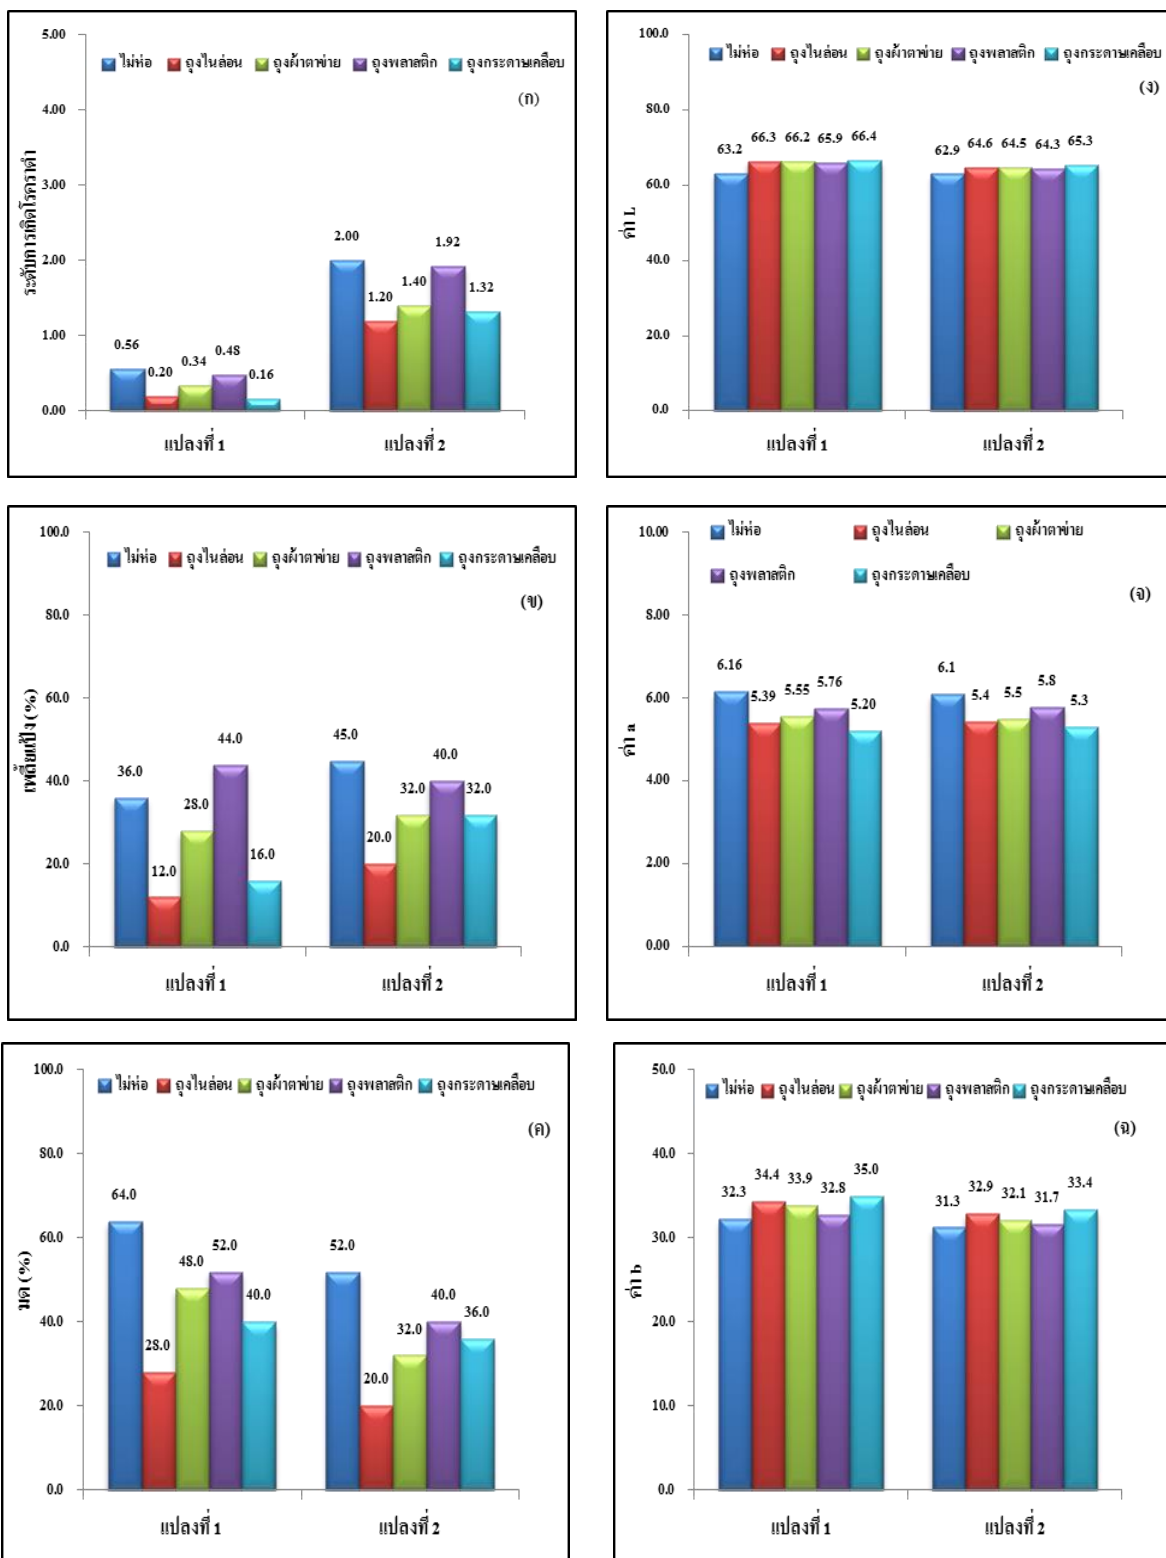 5.00
ไม่ห่อ ถุงไนล่อน ถุงผ้าตาข่าย ถุงพลาสติก ถุงกระดาษเคลือบ
(ก)
4.00
3.00
ระดับการเกิดโรคราดำ
2.00 1.92
2.00
1.20 1.40 1.32
1.00
0.56 0.20 0.34 0.48 0.16
0.00
แปลงที่ 1 แปลงที่ 2
100.0
ไม่ห่อ ถุงไนล่อน ถุงผ้าตาข่าย ถุงพลาสติก ถุงกระดาษเคลือบ
(ง)
80.0
63.2 66.3 66.2 65.9 66.4 62.9 64.6 64.5 64.3 65.3
60.0
ค่า L
40.0
20.0
0.0
แปลงที่ 1 แปลงที่ 2
100.0
ไม่ห่อ ถุงไนล่อน ถุงผ้าตาข่าย ถุงพลาสติก ถุงกระดาษเคลือบ
(ข)
80.0
60.0
เพลี้ยแป้ง (%)
36.0 44.0 45.0 40.0
40.0
28.0 32.0 32.0
12.0 16.0 20.0
20.0
0.0
แปลงที่ 1 แปลงที่ 2
10.00
ไม่ห่อ ถุงไนล่อน ถุงผ้าตาข่าย
ถุงพลาสติก ถุงกระดาษเคลือบ
(จ)
8.00
6.16 5.39 5.55 5.76 5.20 6.1 5.4 5.5 5.8 5.3
6.00
ค่า a
4.00
2.00
0.00
แปลงที่ 1 แปลงที่ 2
100.0
ไม่ห่อ ถุงไนล่อน ถุงผ้าตาข่าย ถุงพลาสติก ถุงกระดาษเคลือบ
(ค)
80.0
64.0
60.0
มด (%)
48.0 52.0 40.0 52.0 40.0 36.0
40.0
28.0 20.0 32.0
20.0
0.0
แปลงที่ 1 แปลงที่ 2
50.0
ไม่ห่อ ถุงไนล่อน ถุงผ้าตาข่าย ถุงพลาสติก ถุงกระดาษเคลือบ
(ฉ)
40.0
32.3 34.4 33.9 32.8 35.0 31.3 32.9 32.1 31.7 33.4
30.0
ค่า b
20.0
10.0
0.0
แปลงที่ 1 แปลงที่ 2